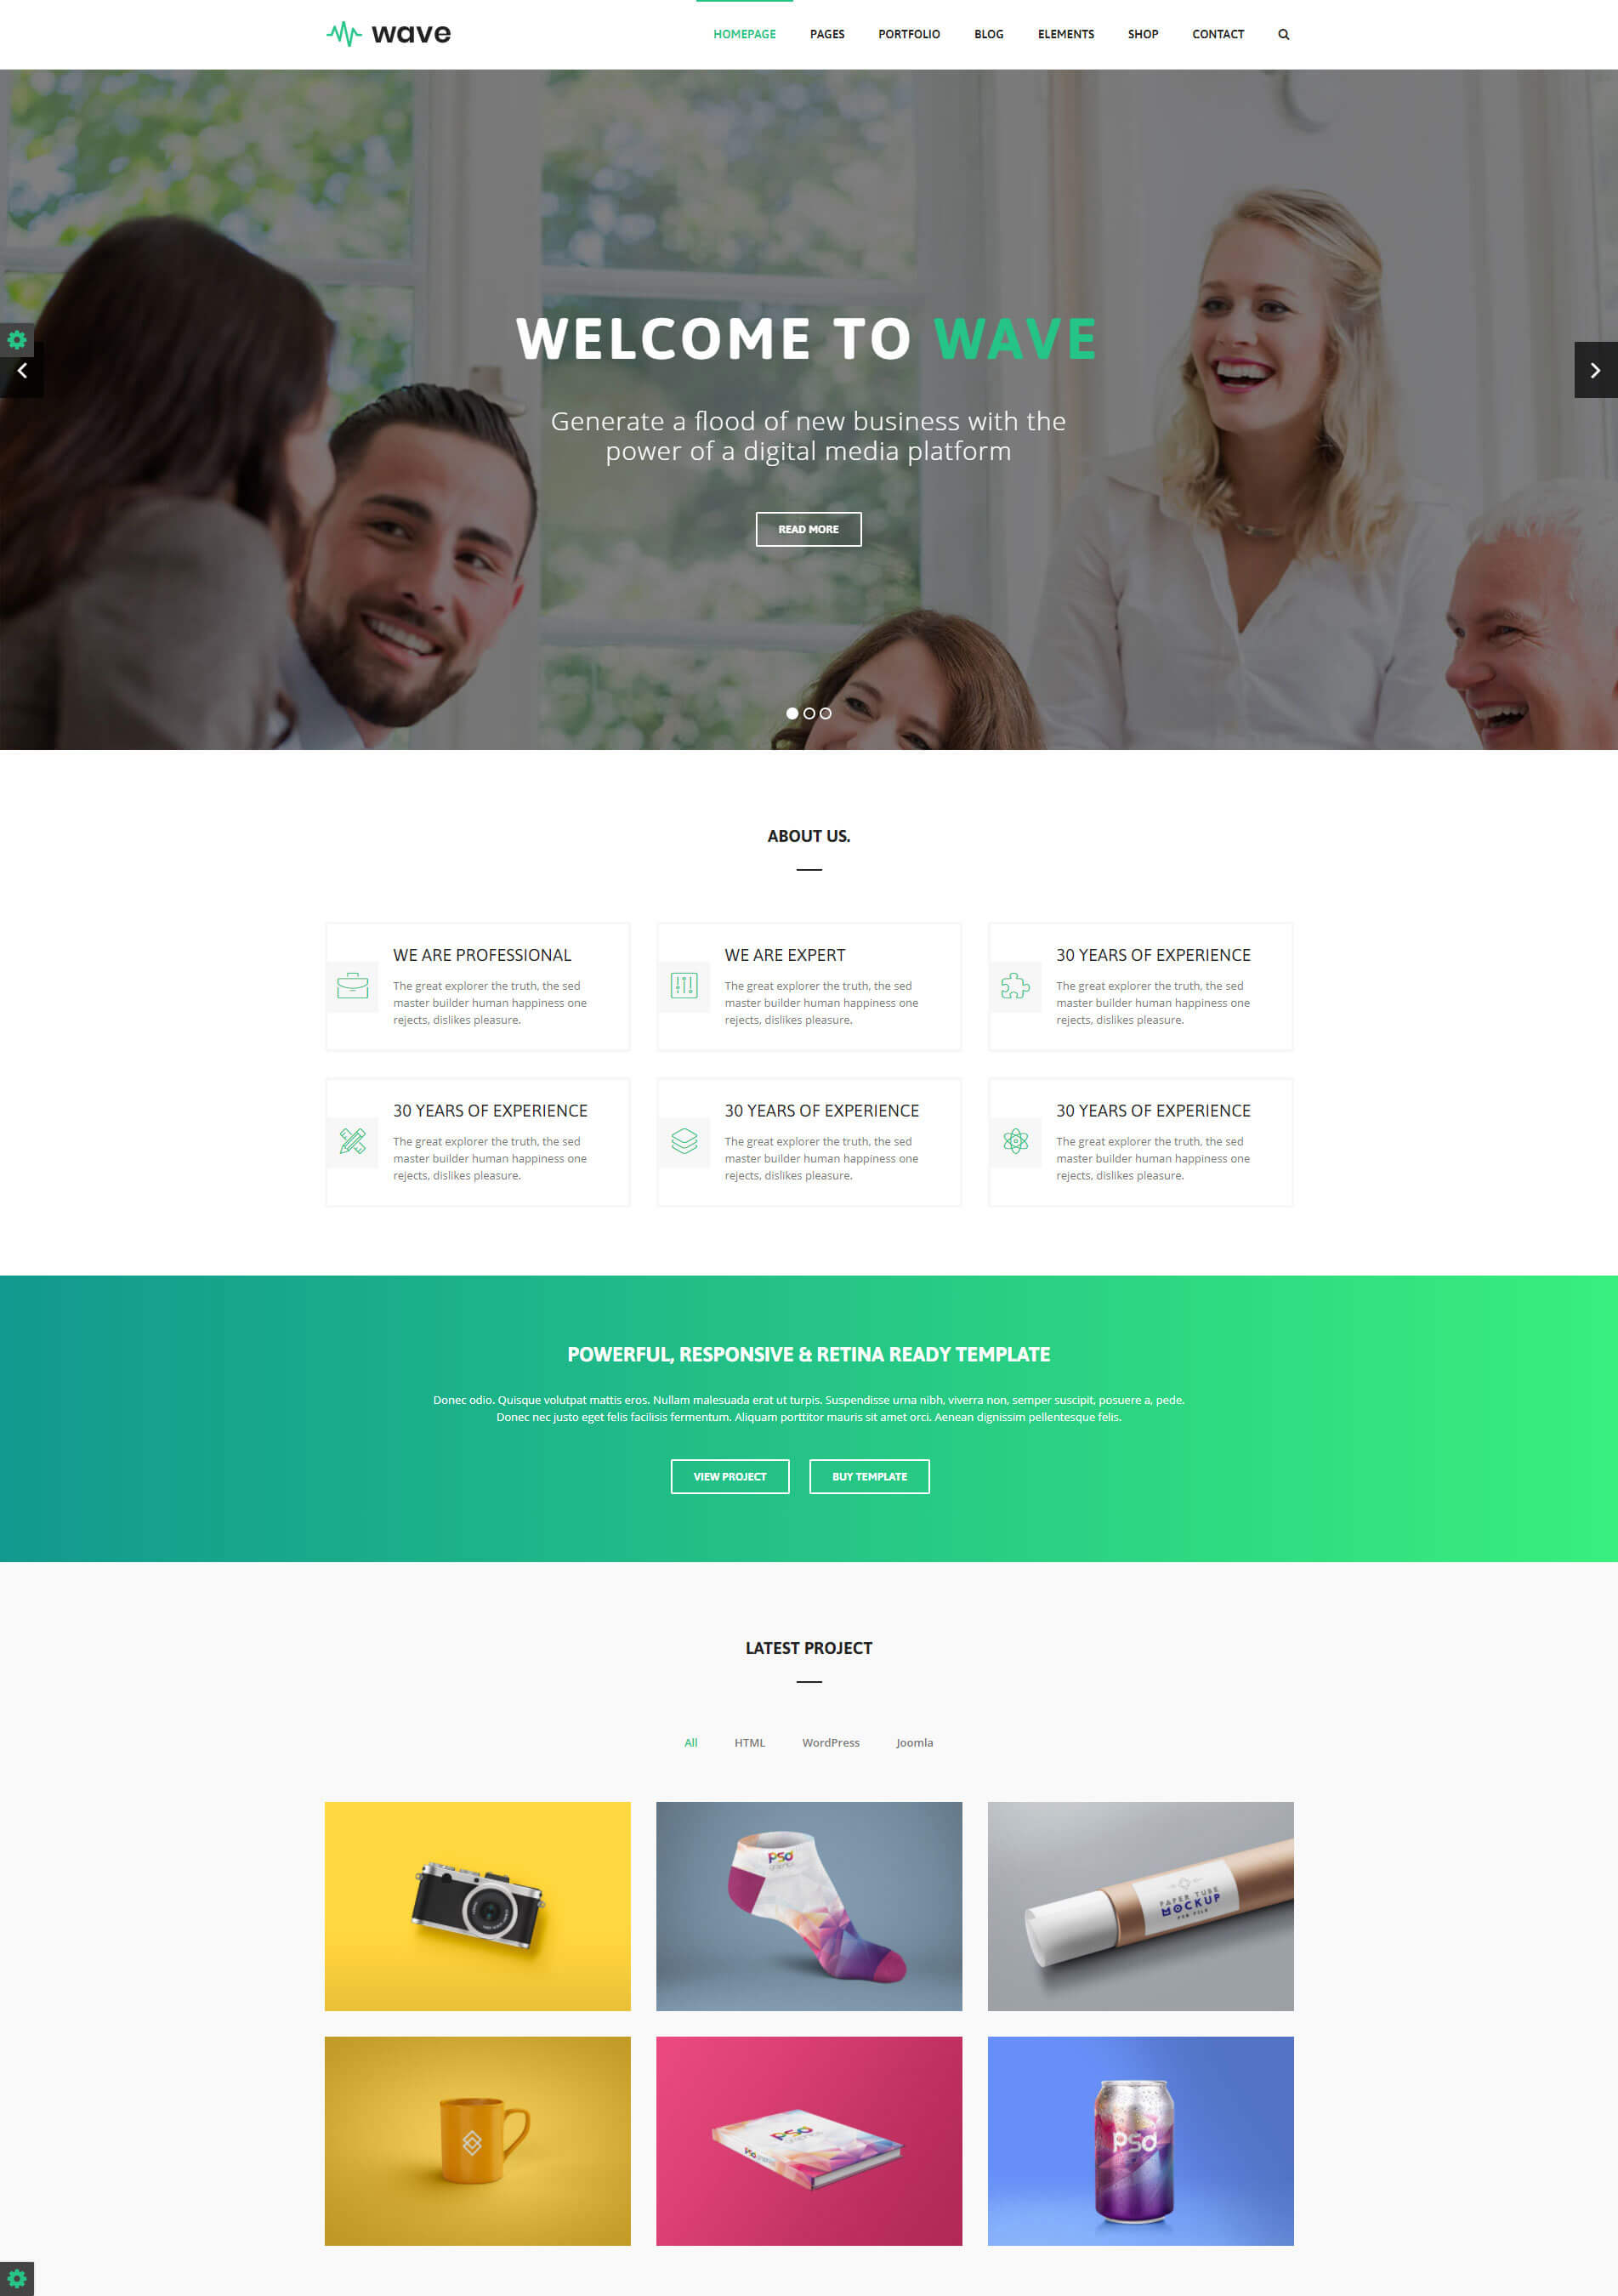 wave
HOMEPAGE PAGES PORTFOLIO BLOG ELEMENTS SHOP CONTACT
WELCOME TO WAVE
Generate a flood of new business with the
power of a digital media platform
READ MORE
ABOUT US.
WE ARE PROFESSIONAL
The great explorer the truth, the sed
master builder human happiness one
rejects, dislikes pleasure.
WE ARE EXPERT
The great explorer the truth, the sed
master builder human happiness one
rejects, dislikes pleasure.
30 YEARS OF EXPERIENCE
The great explorer the truth, the sed
master builder human happiness one
rejects, dislikes pleasure.
30 YEARS OF EXPERIENCE
The great explorer the truth, the sed
master builder human happiness one
rejects, dislikes pleasure.
30 YEARS OF EXPERIENCE
The great explorer the truth, the sed
master builder human happiness one
rejects, dislikes pleasure.
30 YEARS OF EXPERIENCE
The great explorer the truth, the sed
master builder human happiness one
rejects, dislikes pleasure.
POWERFUL, RESPONSIVE & RETINA READY TEMPLATE
Donec odio. Quisque volutpat mattis eros. Nullam malesuada erat ut turpis. Suspendisse urna nibh, viverra non, semper suscipit, posuere a, pede.
Donec nec justo eget felis facilisis fermentum. Aliquam porttitor mauris sit amet orci. Aenean dignissim pellentesque felis.
VIEW PROJECT BUY TEMPLATE
LATEST PROJECT
All HTML WordPress Joomla
PSD
graphics
PAPER TUBE
MOCKUP
PSD FILE
PSD
PSD graphics
psd